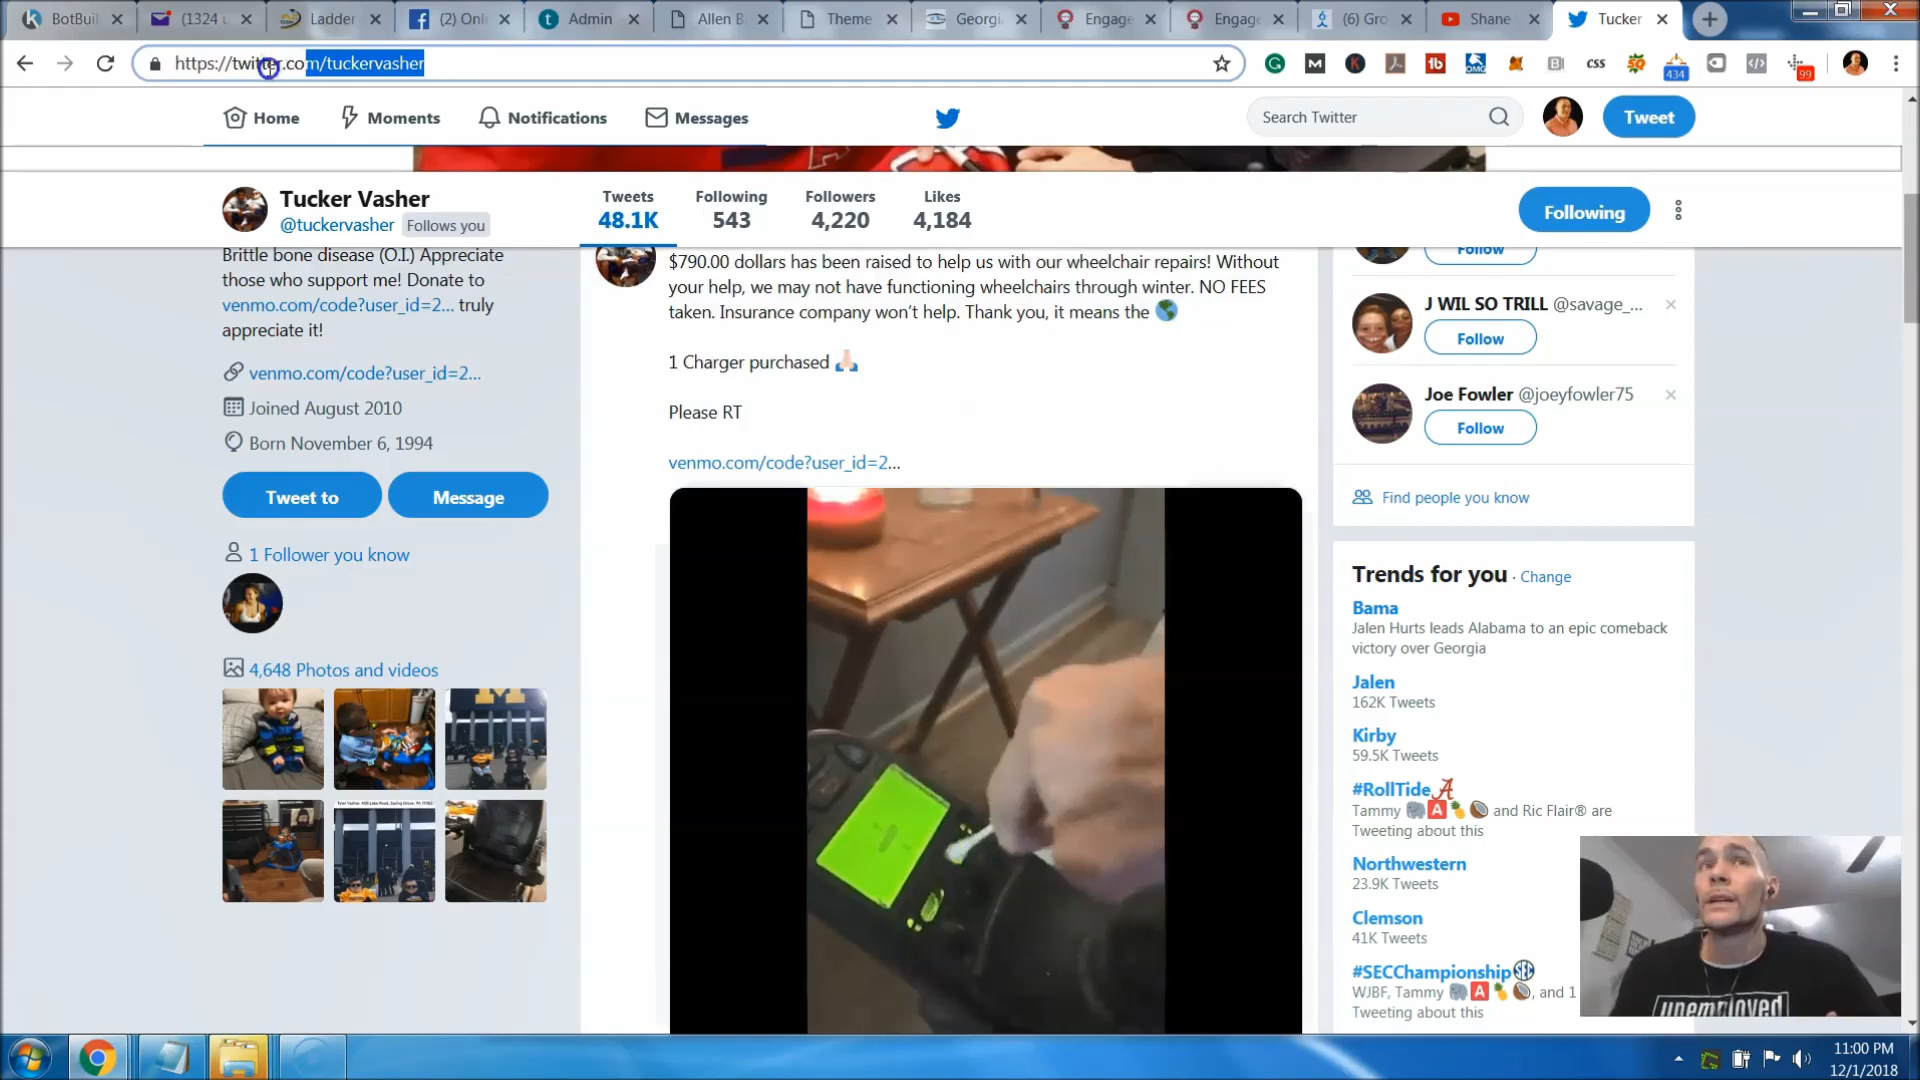 BotBuil
(1324 u
Ladder
(2) Onli
Admin
Allen B
Theme
Georgi
Engage
Engage
(6) Gro
Shane
Tucker
https://twitter.com/tuckervasher
css
434
99
Home
Moments
Notifications
Messages
Search Twitter
Tweet
Tucker Vasher
@tuckervasher Follows you
Tweets
48.1K
Following
543
Followers
4,220
Likes
4,184
Following
Brittle bone disease (O.I.) Appreciate
those who support me! Donate to
venmo.com/code?user_id=2... truly
appreciate it!
venmo.com/code?user_id=2...
Joined August 2010
Born November 6, 1994
Tweet to
Message
1 Follower you know
4,648 Photos and videos
$790.00 dollars has been raised to help us with our wheelchair repairs! Without
your help, we may not have functioning wheelchairs through winter. NO FEES
taken. Insurance company won't help. Thank you, it means the 🌎
1 Charger purchased 🙏🏻
Please RT
venmo.com/code?user_id=2...
Follow
J WIL SO TRILL @savage_...
Follow
Joe Fowler @joeyfowler75
Follow
Find people you know
Trends for you · Change
Bama
Jalen Hurts leads Alabama to an epic comeback
victory over Georgia
Jalen
162K Tweets
Kirby
59.5K Tweets
#RollTide
Tammy 🐘🅰️🍍🥥 and Ric Flair® are
Tweeting about this
Northwestern
23.9K Tweets
Clemson
41K Tweets
#SECChampionship
WJBF, Tammy 🐘🅰️🍍🥥, and 1
Tweeting about this
unemployed
11:00 PM
12/1/2018